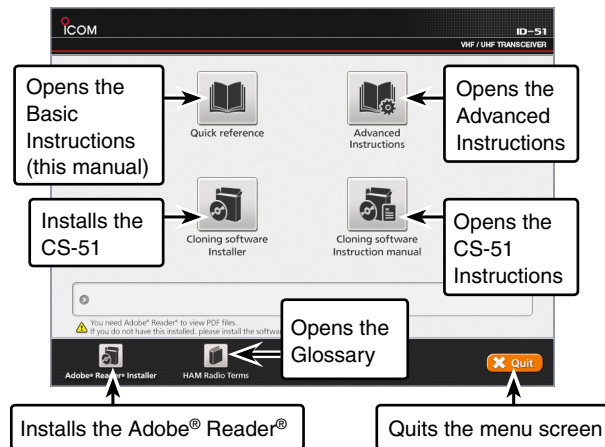 ICOM
ID-51
VHF / UHF TRANSCEIVER
Opens the
Basic
Instructions
(this manual)
Quick reference
Advanced
Instructions
Opens the
Advanced
Instructions
Installs the
CS-51
Cloning software
Installer
Cloning software
Instruction manual
Opens the
CS-51
Instructions
You need Adobe® Reader® to view PDF files.
If you do not have this installed, please install the softwa
Opens the
Glossary
Adobe® Reader® Installer
HAM Radio Terms
Quit
Installs the Adobe® Reader®
Quits the menu screen